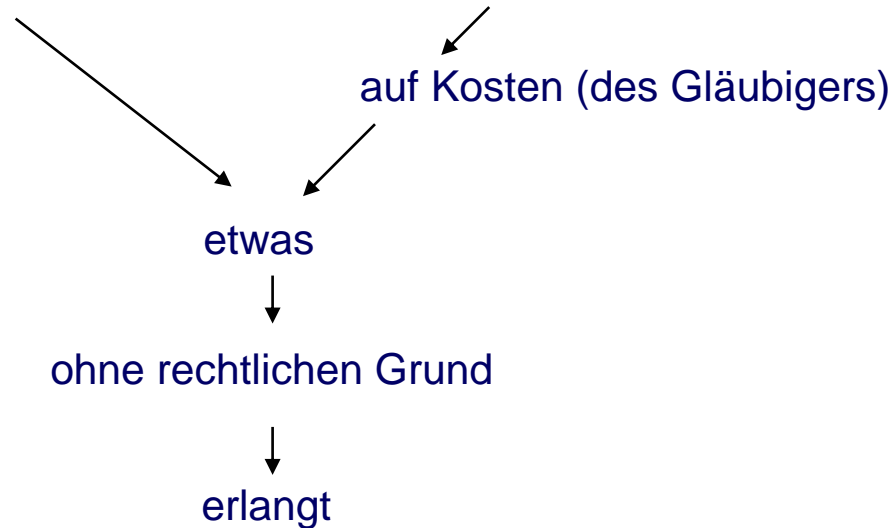 auf Kosten (des Gläubigers)
etwas
ohne rechtlichen Grund
erlangt